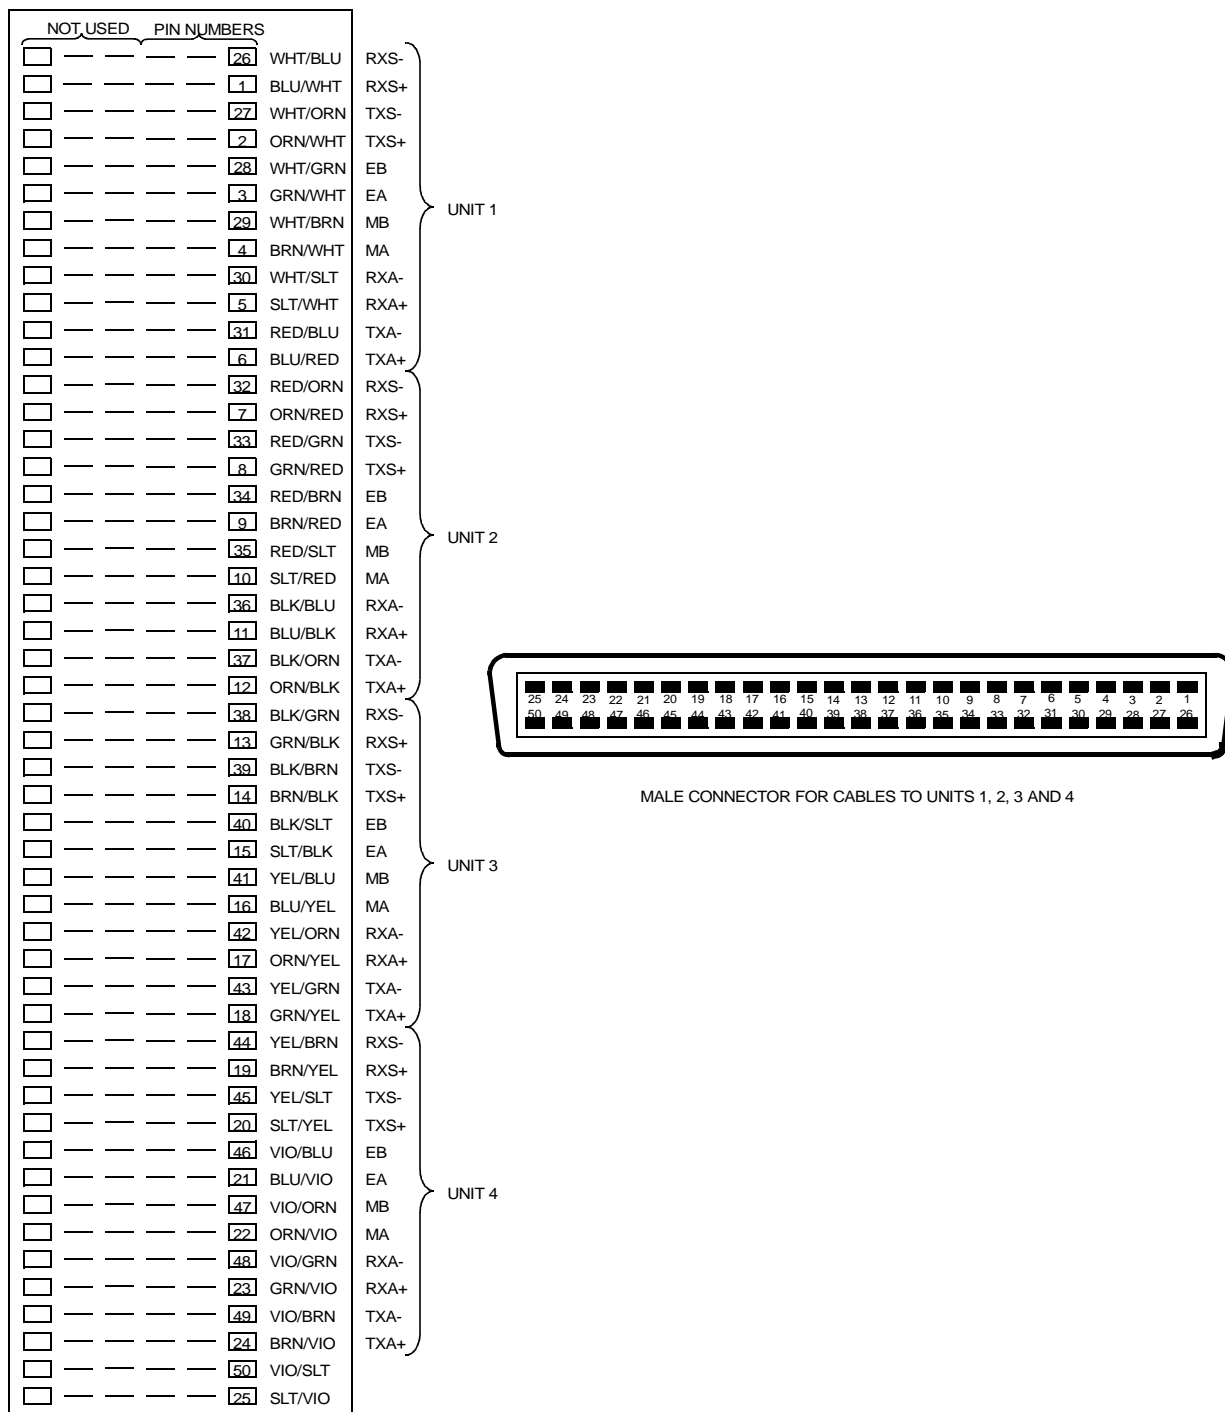 NOT USED PIN NUMBERS
26 WHT/BLU RXS-
1 BLU/WHT RXS+
27 WHT/ORN TXS-
2 ORN/WHT TXS+
28 WHT/GRN EB
3 GRN/WHT EA
UNIT 1
29 WHT/BRN MB
4 BRN/WHT MA
30 WHT/SLT RXA-
5 SLT/WHT RXA+
31 RED/BLU TXA-
6 BLU/RED TXA+
32 RED/ORN RXS-
7 ORN/RED RXS+
33 RED/GRN TXS-
8 GRN/RED TXS+
34 RED/BRN EB
9 BRN/RED EA
UNIT 2
35 RED/SLT MB
10 SLT/RED MA
36 BLK/BLU RXA-
11 BLU/BLK RXA+
37 BLK/ORN TXA-
12 ORN/BLK TXA+
38 BLK/GRN RXS-
13 GRN/BLK RXS+
39 BLK/BRN TXS-
14 BRN/BLK TXS+
40 BLK/SLT EB
15 SLT/BLK EA
UNIT 3
41 YEL/BLU MB
16 BLU/YEL MA
42 YEL/ORN RXA-
17 ORN/YEL RXA+
43 YEL/GRN TXA-
18 GRN/YEL TXA+
44 YEL/BRN RXS-
19 BRN/YEL RXS+
45 YEL/SLT TXS-
20 SLT/YEL TXS+
46 VIO/BLU EB
21 BLU/VIO EA
UNIT 4
47 VIO/ORN MB
22 ORN/VIO MA
48 VIO/GRN RXA-
23 GRN/VIO RXA+
49 VIO/BRN TXA-
24 BRN/VIO TXA+
50 VIO/SLT
25 SLT/VIO
25 24 23 22 21 20 19 18 17 16 15 14 13 12 11 10 9 8 7 6 5 4 3 2 1
50 49 48 47 46 45 44 43 42 41 40 39 38 37 36 35 34 33 32 31 30 29 28 27 26
MALE CONNECTOR FOR CABLES TO UNITS 1, 2, 3 AND 4